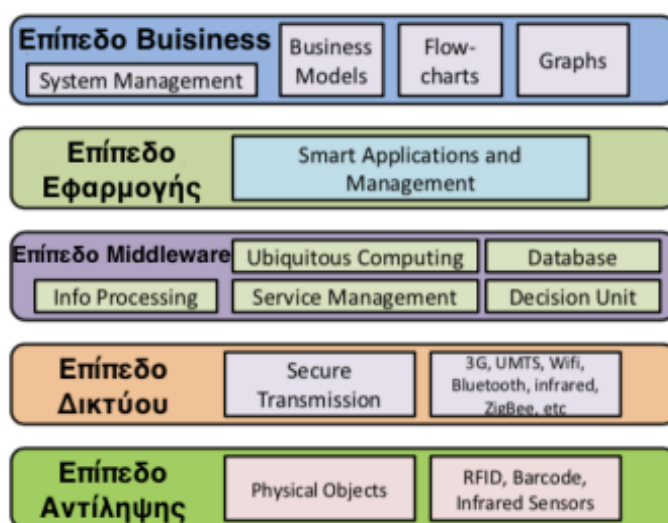 Επίπεδο Buisiness
System Management
Business
Models
Flow-
charts
Graphs
Επίπεδο
Εφαρμογής
Smart Applications and
Management
Επίπεδο Middleware
Ubiquitous Computing
Database
Info Processing
Service Management
Decision Unit
Επίπεδο
Δικτύου
Secure
Transmission
3G, UMTS, Wifi,
Bluetooth, infrared,
ZigBee, etc
Επίπεδο
Αντίληψης
Physical Objects
RFID, Barcode,
Infrared Sensors